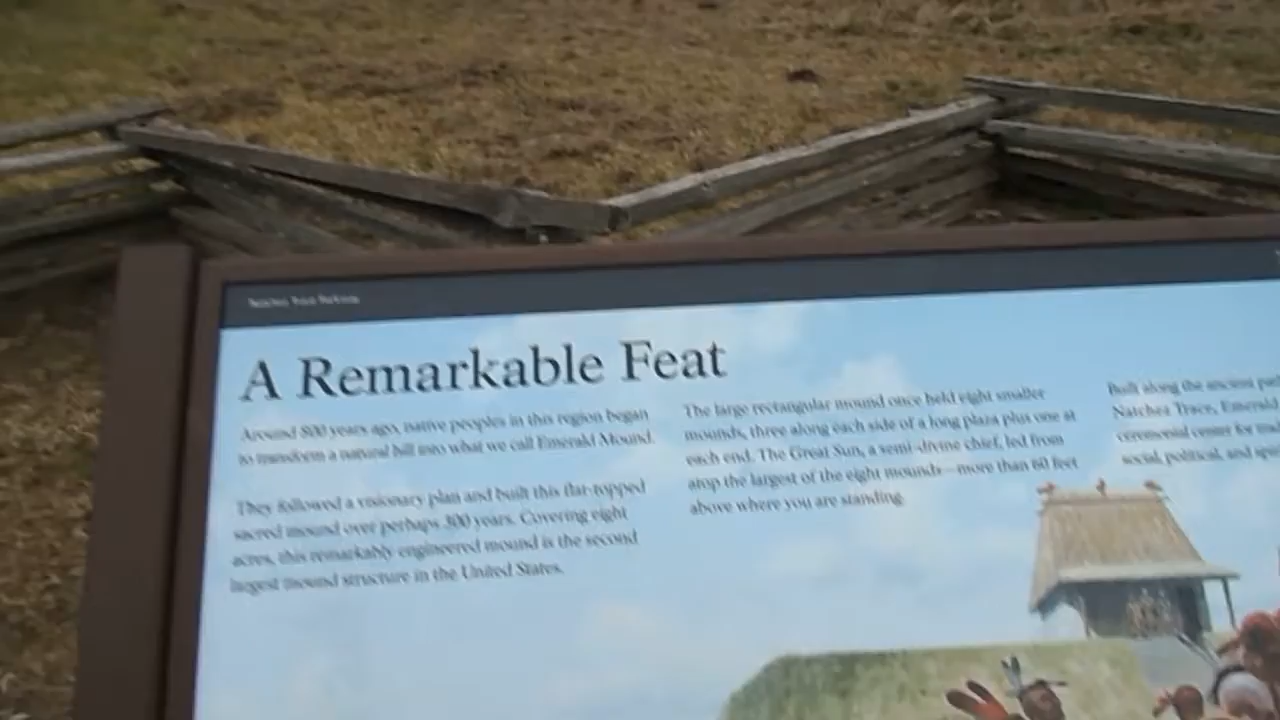 Natchez Trace Parkway
A Remarkable Feat
Around 800 years ago, native peoples in this region began
to transform a natural hill into what we call Emerald Mound.
They followed a visionary plan and built this flat-topped
sacred mound over perhaps 300 years. Covering eight
acres, this remarkably engineered mound is the second
largest mound structure in the United States.
The large rectangular mound once held eight smaller
mounds, three along each side of a long plaza plus one at
each end. The Great Sun, a semi-divine chief, led from
atop the largest of the eight mounds—more than 60 feet
above where you are standing.
Built along the ancient
Natchez Trace, Emerald
ceremonial center for
social, political, and